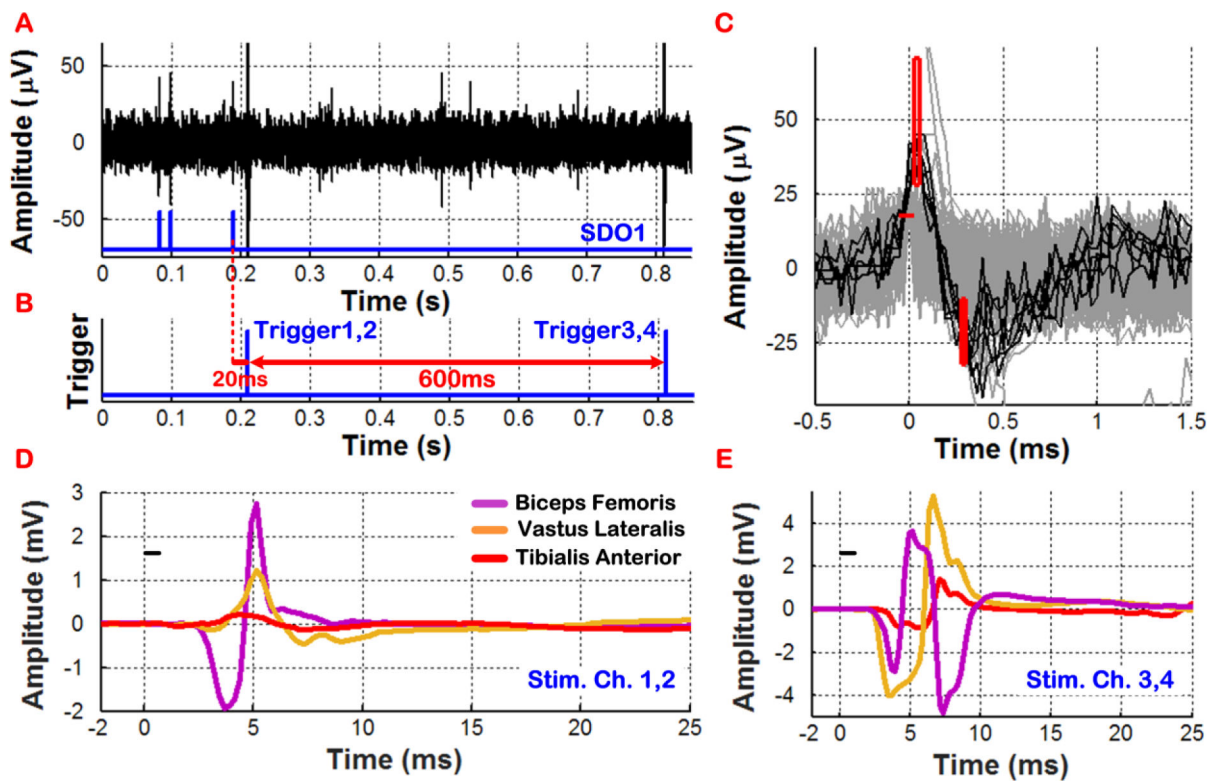 A
Amplitude (µV)
50
0
-50
SDO1
0 0.1 0.2 0.3 0.4 0.5 0.6 0.7 0.8
Time (s)
B
Trigger
Trigger1,2
Trigger3,4
20ms
600ms
0 0.1 0.2 0.3 0.4 0.5 0.6 0.7 0.8
Time (s)
C
Amplitude (µV)
50
25
0
-25
-0.5 0 0.5 1 1.5
Time (ms)
D
Amplitude (mV)
3
2
1
0
-1
-2
Biceps Femoris
Vastus Lateralis
Tibialis Anterior
Stim. Ch. 1,2
-2 0 5 10 15 20 25
Time (ms)
E
Amplitude (mV)
4
2
0
-2
-4
Stim. Ch. 3,4
-2 0 5 10 15 20 25
Time (ms)